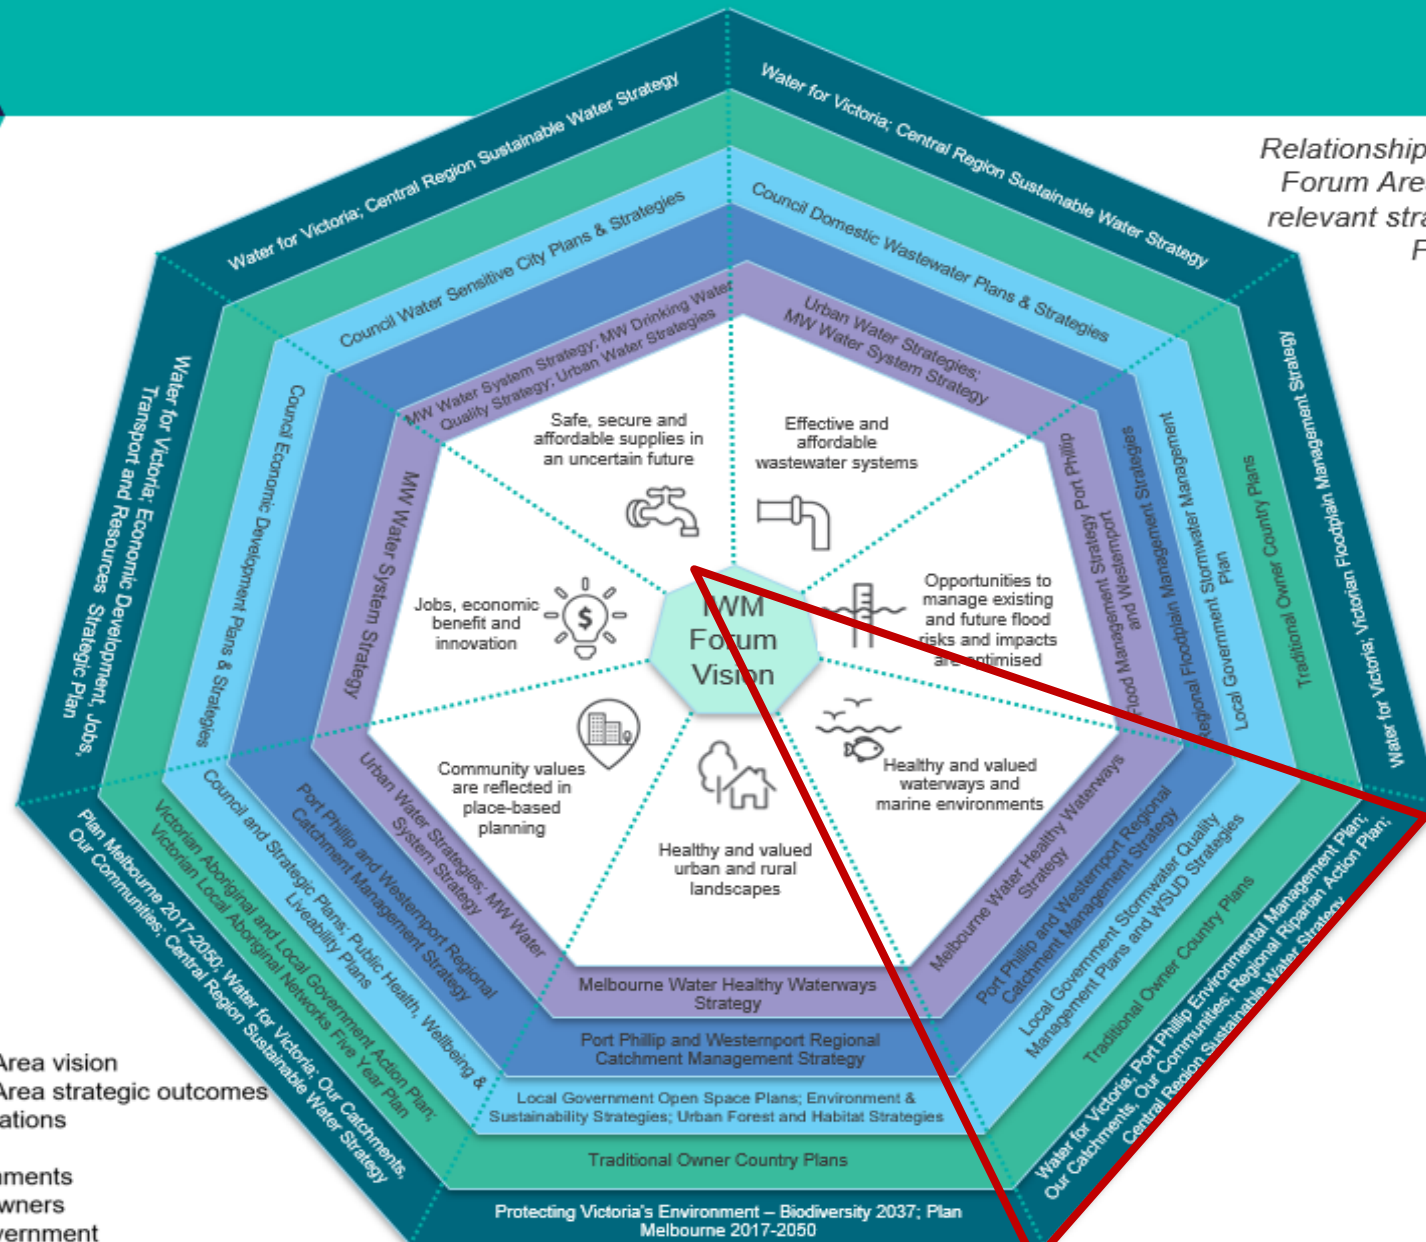 Relationship
Forum Area
relevant stra
F
Water for Victoria; Central Region Sustainable Water Strategy
Council Water Sensitive City Plans & Strategies
MW Water System Strategy; MW Drinking Water
Quality Strategy; Urban Water Strategies
Safe, secure and
affordable supplies in
an uncertain future
Water for Victoria; Central Region Sustainable Water Strategy
Council Domestic Wastewater Plans & Strategies
Urban Water Strategies;
MW Water System Strategy
Effective and
affordable
wastewater systems
Water for Victoria; Victorian Floodplain Management Strategy
Traditional Owner Country Plans
Local Government Stormwater Management
Plan
Regional Floodplain Management Strategies
Flood Management Strategy Port Phillip
and Westernport
Opportunities to
manage existing
and future flood
risks and impacts
are optimised
Water for Victoria; Port Phillip Environmental Management Plan;
Our Catchments, Our Communities; Regional Riparian Action Plan;
Central Region Sustainable Water Strategy
Traditional Owner Country Plans
Local Government Stormwater Quality
Management Plans and WSUD Strategies
Port Phillip and Westernport Regional
Catchment Management Strategy
Melbourne Water Healthy Waterways
Strategy
Healthy and valued
waterways and
marine environments
Healthy and valued
urban and rural
landscapes
Melbourne Water Healthy Waterways
Strategy
Port Phillip and Westernport Regional
Catchment Management Strategy
Local Government Open Space Plans; Environment &
Sustainability Strategies; Urban Forest and Habitat Strategies
Traditional Owner Country Plans
Protecting Victoria's Environment – Biodiversity 2037; Plan
Melbourne 2017-2050
Community values
are reflected in
place-based
planning
Urban Water Strategies; MW Water
System Strategy
Port Phillip and Westernport Regional
Catchment Management Strategy
Council and Strategic Plans; Public Health, Wellbeing &
Liveability Plans
Victorian Aboriginal and Local Government Action Plan;
Victorian Local Aboriginal Networks Five Year Plan
Plan Melbourne 2017-2050; Water for Victoria; Our Catchments,
Our Communities; Central Region Sustainable Water Strategy
Jobs, economic
benefit and
innovation
$
MW Water System Strategy
Council Economic Development Plans & Strategies
Water for Victoria; Economic Development, Jobs,
Transport and Resources Strategic Plan
IWM
Forum
Vision
Area vision
Area strategic outcomes
ations
ments
wners
vernment